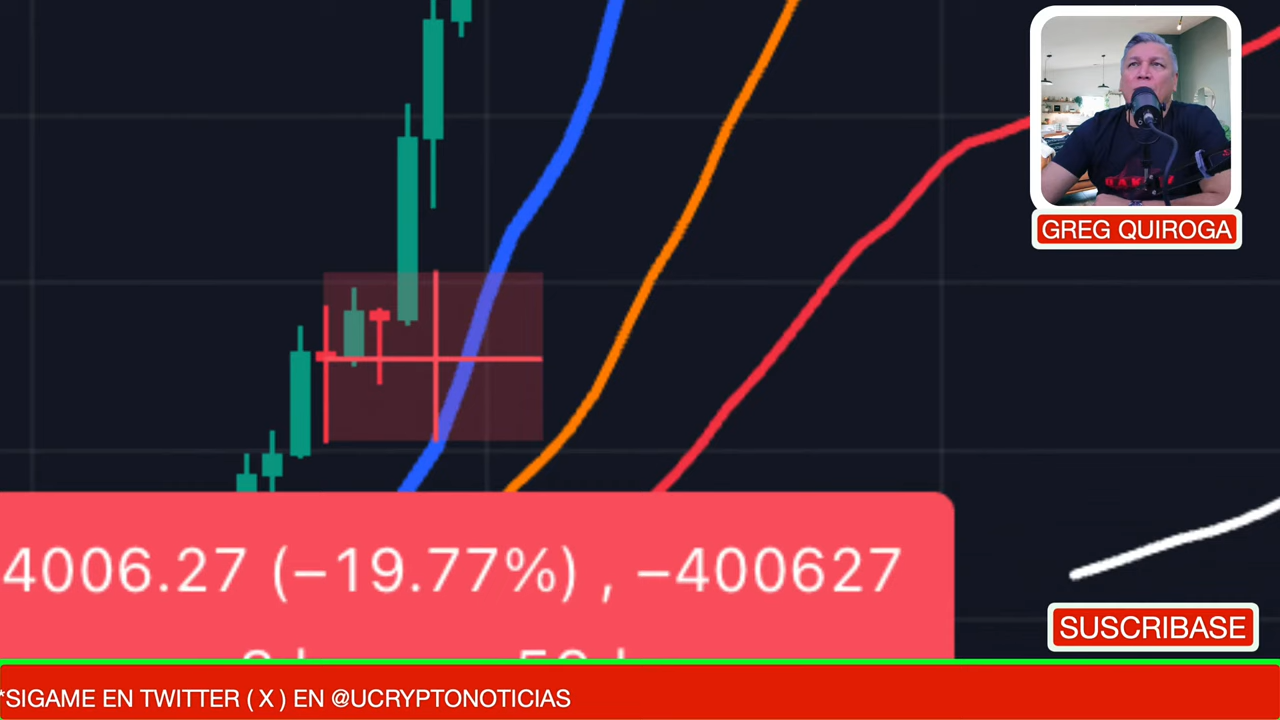 GREG QUIROGA
4006.27 (−19.77%) , −400627
SUSCRIBASE
*SIGAME EN TWITTER ( X ) EN @UCRYPTONOTICIAS